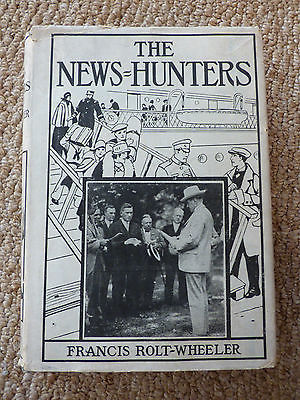 THE
NEWS=HUNTERS
FRANCIS ROLT-WHEELER